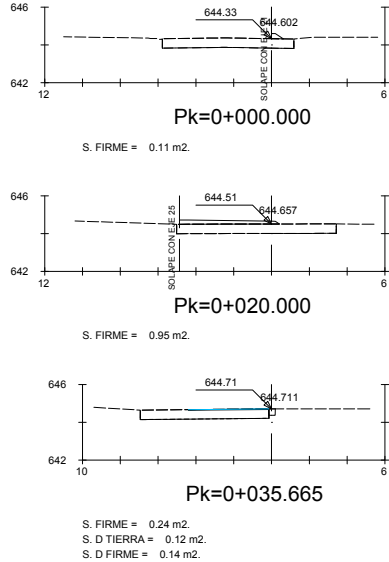 646
644.33
644.602
SOLAPE CON EJE
642
12
6
Pk=0+000.000
S. FIRME = 0.11 m2.
646
644.51
644.657
SOLAPE CON EJE 25
642
12
6
Pk=0+020.000
S. FIRME = 0.95 m2.
646
644.71
644.711
642
10
6
Pk=0+035.665
S. FIRME = 0.24 m2.
S. D TIERRA = 0.12 m2.
S. D FIRME = 0.14 m2.